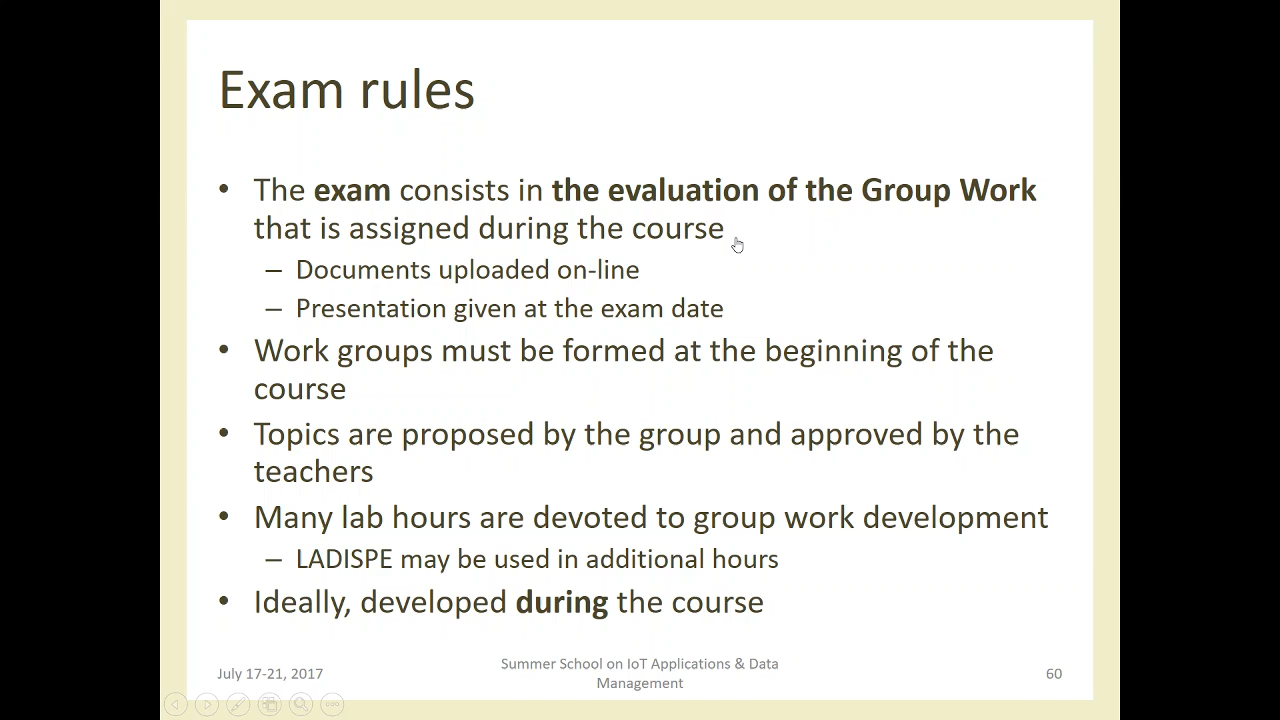 Exam rules
• The exam consists in the evaluation of the Group Work
that is assigned during the course
– Documents uploaded on-line
– Presentation given at the exam date
• Work groups must be formed at the beginning of the
course
• Topics are proposed by the group and approved by the
teachers
• Many lab hours are devoted to group work development
– LADISPE may be used in additional hours
• Ideally, developed during the course
July 17-21, 2017
Summer School on IoT Applications & Data
Management
60